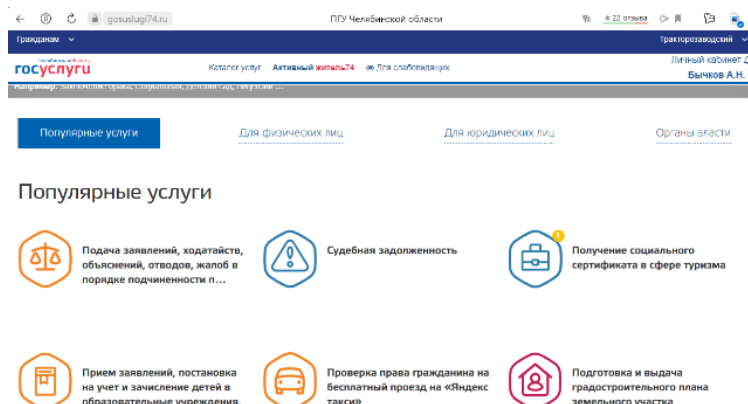 gosuslugi74.ru
ПГУ Челябинской области
★ 22 отзыва
Гражданам
Тракторозаводский
госуслуги
Каталог услуг
Активный житель74
Для слабовидящих
Личный кабинет
Бычков А.Н.
Например:
Популярные услуги
Для физических лиц
Для юридических лиц
Органы власти
Популярные услуги
Подача заявлений, ходатайств,
объяснений, отводов, жалоб в
порядке подчиненности п...
Судебная задолженность
Получение социального
сертификата в сфере туризма
Прием заявлений, постановка
на учет и зачисление детей в
образовательные учреждения,
Проверка права гражданина на
бесплатный проезд на «Яндекс
такси»
Подготовка и выдача
градостроительного плана
земельного участка